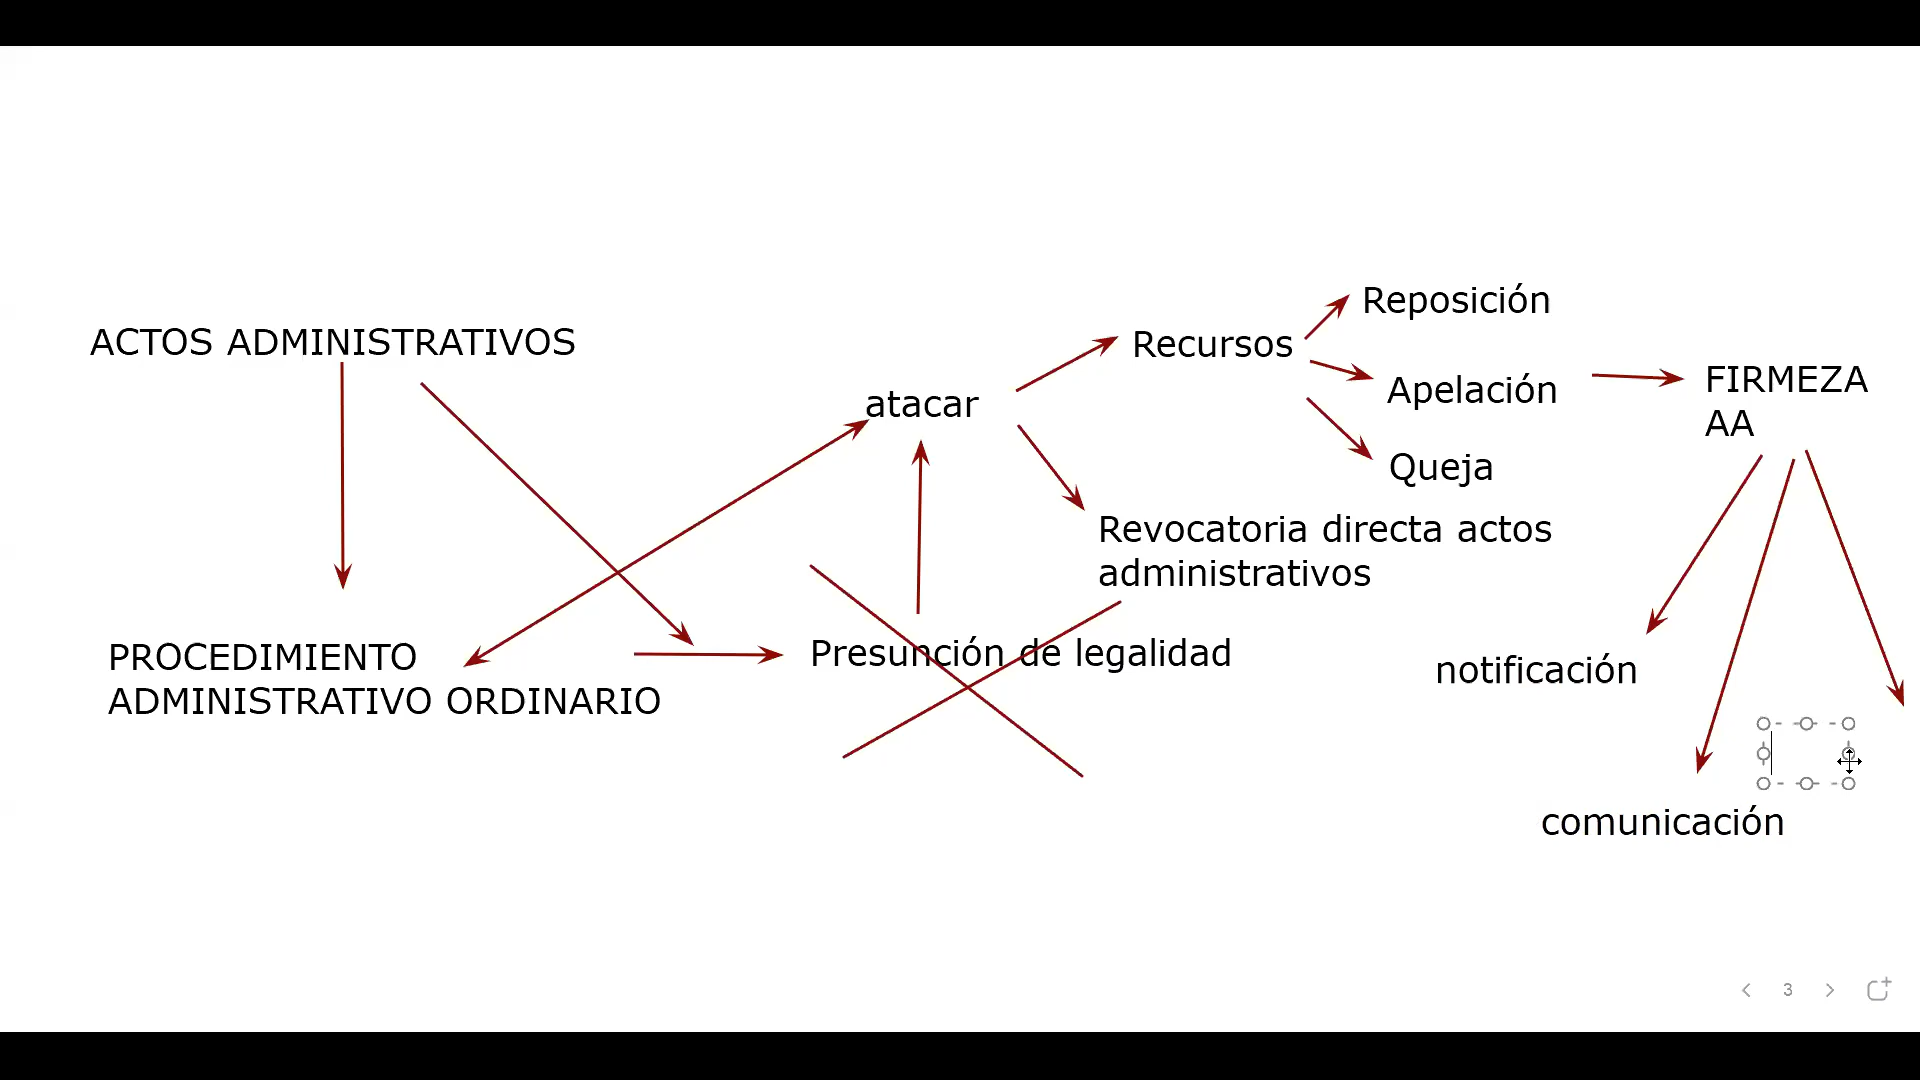 ACTOS ADMINISTRATIVOS
PROCEDIMIENTO
ADMINISTRATIVO ORDINARIO
atacar
Presunción de legalidad
Recursos
Revocatoria directa actos
administrativos
Reposición
Apelación
Queja
FIRMEZA
AA
notificación
comunicación
3